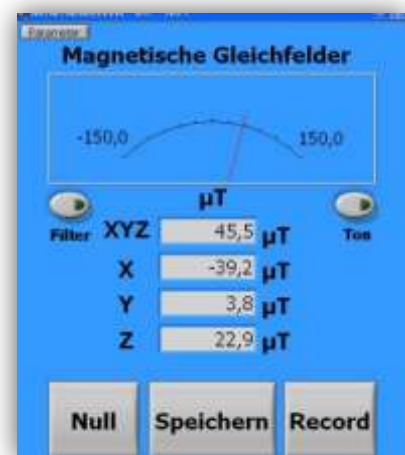 Parameter
Magnetische Gleichfelder
-150,0 150,0
µT
Filter Ton
XYZ 45,5 µT
X -39,2 µT
Y 3,8 µT
Z 22,9 µT
Null Speichern Record